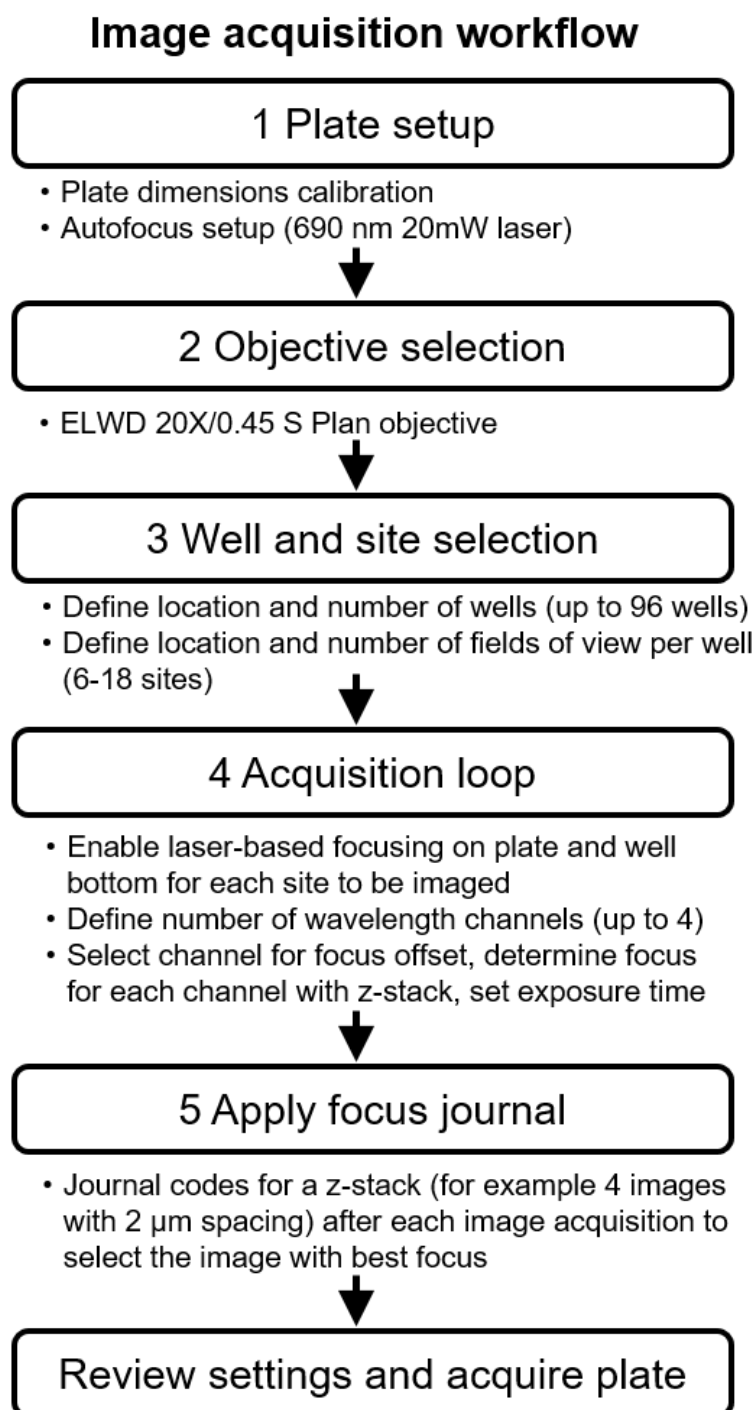 Image acquisition workflow
1 Plate setup
• Plate dimensions calibration
• Autofocus setup (690 nm 20mW laser)
2 Objective selection
• ELWD 20X/0.45 S Plan objective
3 Well and site selection
• Define location and number of wells (up to 96 wells)
• Define location and number of fields of view per well
(6-18 sites)
4 Acquisition loop
• Enable laser-based focusing on plate and well
bottom for each site to be imaged
• Define number of wavelength channels (up to 4)
• Select channel for focus offset, determine focus
for each channel with z-stack, set exposure time
5 Apply focus journal
• Journal codes for a z-stack (for example 4 images
with 2 µm spacing) after each image acquisition to
select the image with best focus
Review settings and acquire plate